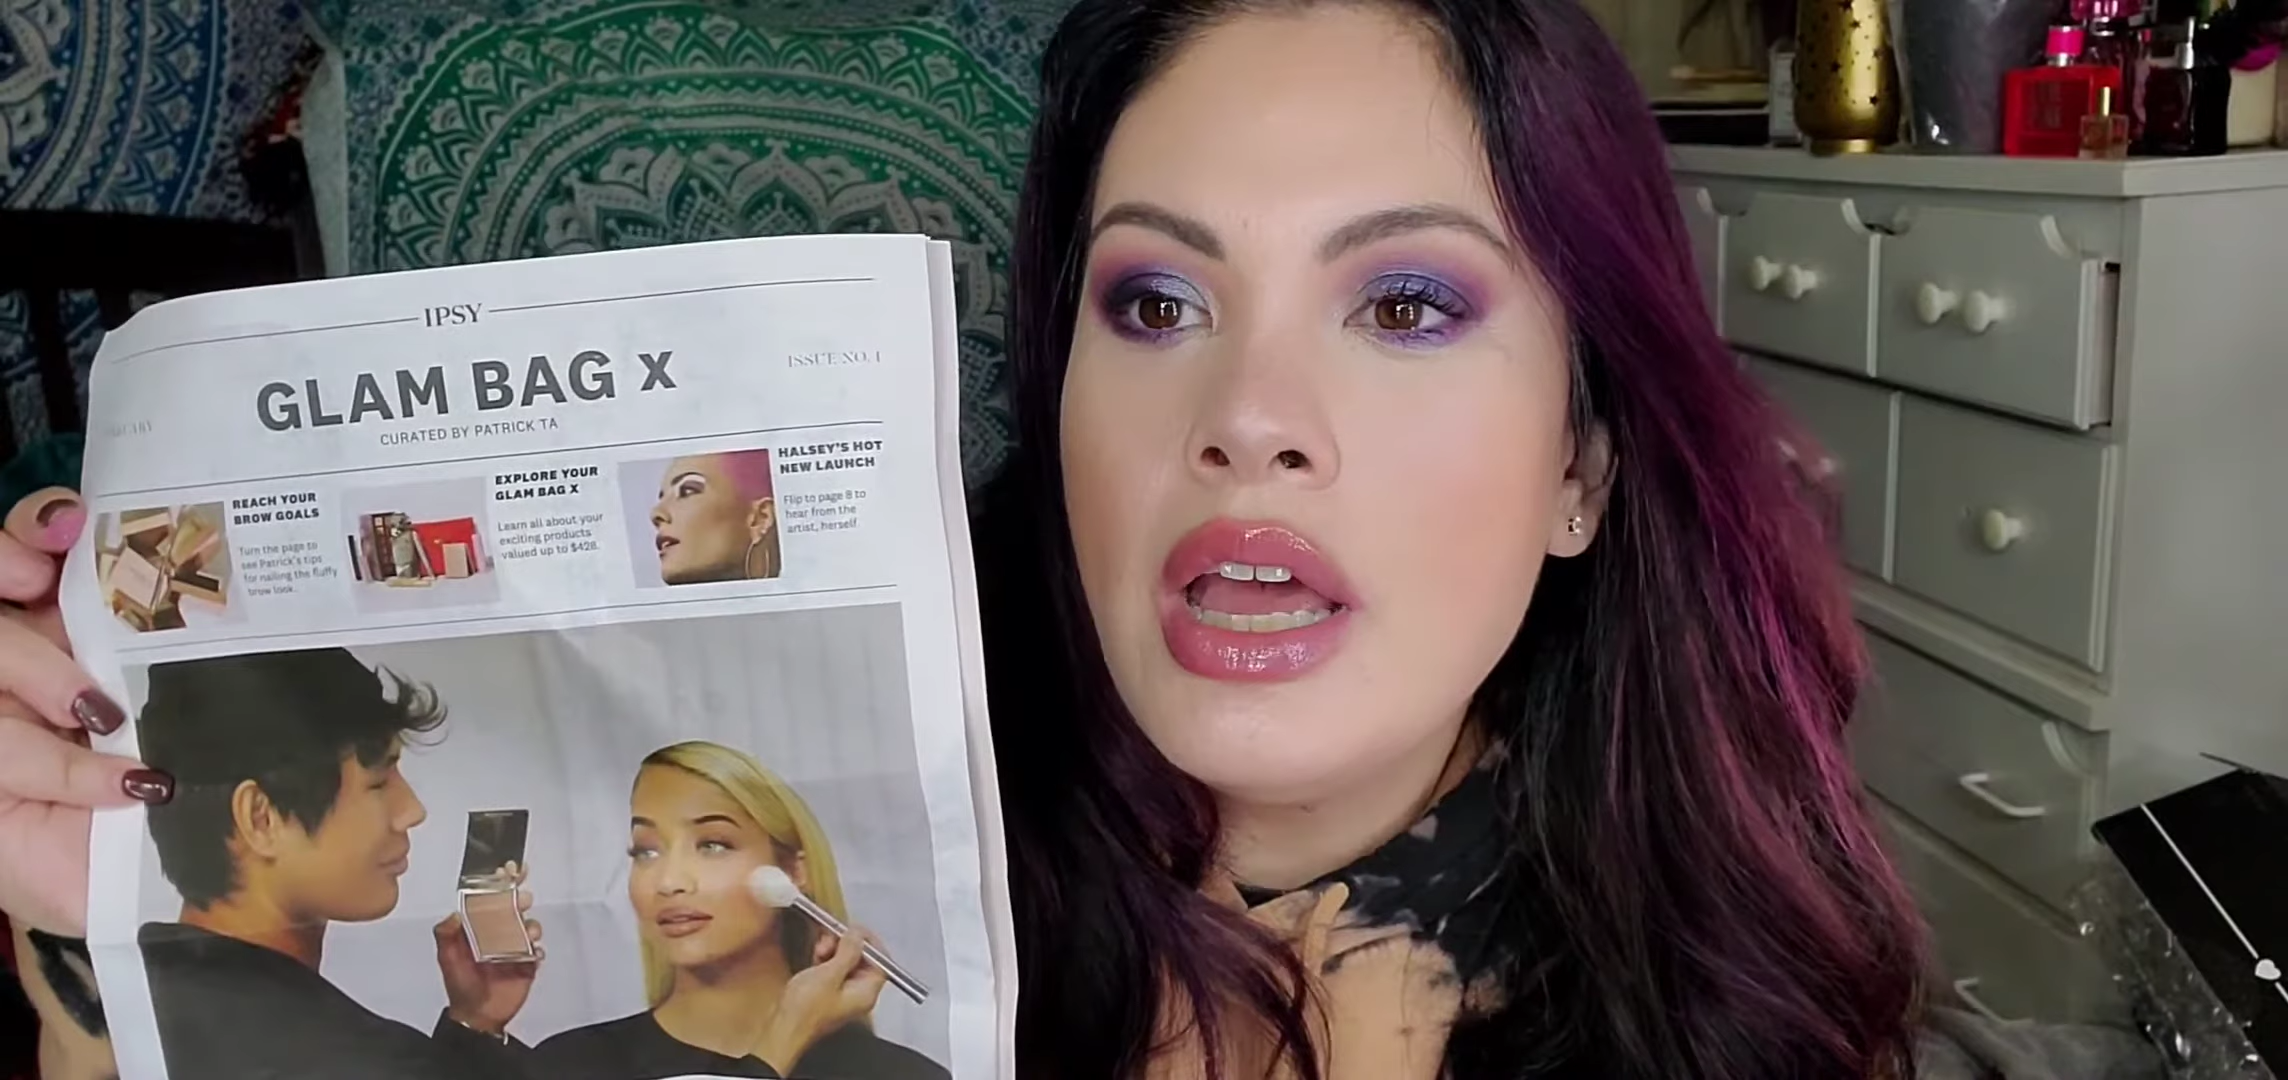 IPSY
GLAM BAG X
ISSUE NO. 1
CURATED BY PATRICK TA
REACH YOUR
BROW GOALS
Turn the page to
see Patrick's tips
for nailing the fluffy
brow look.
EXPLORE YOUR
GLAM BAG X
Learn all about your
exciting products
valued up to $428.
HALSEY'S HOT
NEW LAUNCH
Flip to page 8 to
hear from the
artist, herself